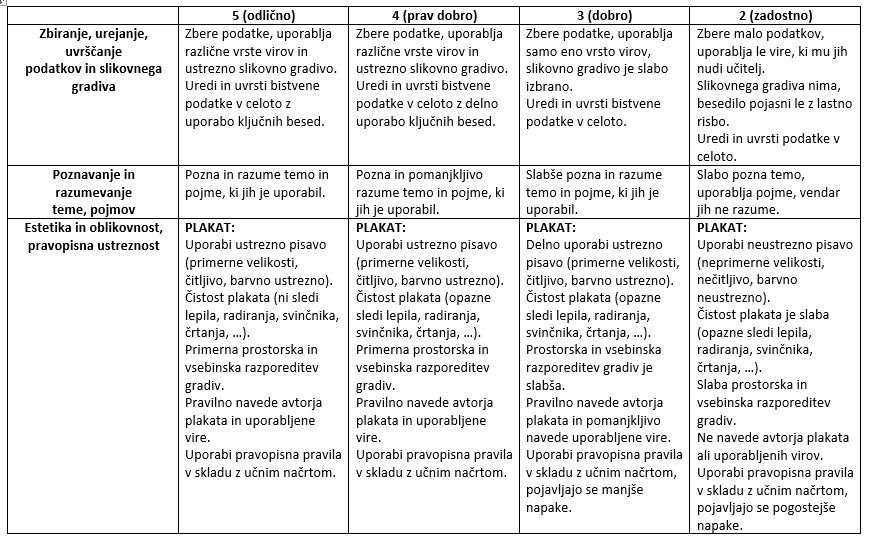 5 (odlično)
4 (prav dobro)
3 (dobro)
2 (zadostno)
Zbiranje, urejanje,
uvrščanje
podatkov in slikovnega
gradiva
Zbere podatke, uporablja
različne vrste virov in
ustrezno slikovno gradivo.
Uredi in uvrsti bistvene
podatke v celoto z
uporabo ključnih besed.
Zbere podatke, uporablja
različne vrste virov in
ustrezno slikovno gradivo.
Uredi in uvrsti bistvene
podatke v celoto z delno
uporabo ključnih besed.
Zbere podatke, uporablja
samo eno vrsto virov,
slikovno gradivo je slabo
izbrano.
Uredi in uvrsti bistvene
podatke v celoto.
Zbere malo podatkov,
uporablja le vire, ki mu jih
nudi učitelj.
Slikovnega gradiva nima,
besedilo pojasni le z lastno
risbo.
Uredi in uvrsti podatke v
celoto.
Poznavanje in
razumevanje
teme, pojmov
Pozna in razume temo in
pojme, ki jih je uporabil.
Pozna in pomanjkljivo
razume temo in pojme, ki
jih je uporabil.
Slabše pozna in razume
temo in pojme, ki jih je
uporabil.
Slabo pozna temo,
uporablja pojme, vendar
jih ne razume.
Estetika in oblikovnost,
pravopisna ustreznost
PLAKAT:
Uporabi ustrezno pisavo
(primerne velikosti,
čitljivo, barvno ustrezno).
Čistost plakata (ni sledi
lepila, radiranja, svinčnika,
črtanja, …).
Primerna prostorska in
vsebinska razporeditev
gradiv.
Pravilno navede avtorja
plakata in uporabljene
vire.
Uporabi pravopisna pravila
v skladu z učnim načrtom.
PLAKAT:
Uporabi ustrezno pisavo
(primerne velikosti,
čitljivo, barvno ustrezno).
Čistost plakata (opazne
sledi lepila, radiranja,
svinčnika, črtanja, …).
Primerna prostorska in
vsebinska razporeditev
gradiv.
Pravilno navede avtorja
plakata in uporabljene
vire.
Uporabi pravopisna pravila
v skladu z učnim načrtom.
PLAKAT:
Delno uporabi ustrezno
pisavo (primerne velikosti,
čitljivo, barvno ustrezno).
Čistost plakata (opazne
sledi lepila, radiranja,
svinčnika, črtanja, …).
Prostorska in vsebinska
razporeditev gradiv je
slabša.
Pravilno navede avtorja
plakata in pomanjkljivo
navede uporabljene vire.
Uporabi pravopisna pravila
v skladu z učnim načrtom,
pojavljajo se manjše
napake.
PLAKAT:
Uporabi neustrezno pisavo
(neprimerne velikosti,
nečitljivo, barvno
neustrezno).
Čistost plakata je slaba
(opazne sledi lepila,
radiranja, svinčnika,
črtanja, …).
Slaba prostorska in
vsebinska razporeditev
gradiv.
Ne navede avtorja plakata
ali uporabljenih virov.
Uporabi pravopisna pravila
v skladu z učnim načrtom,
pojavljajo se pogostejše
napake.